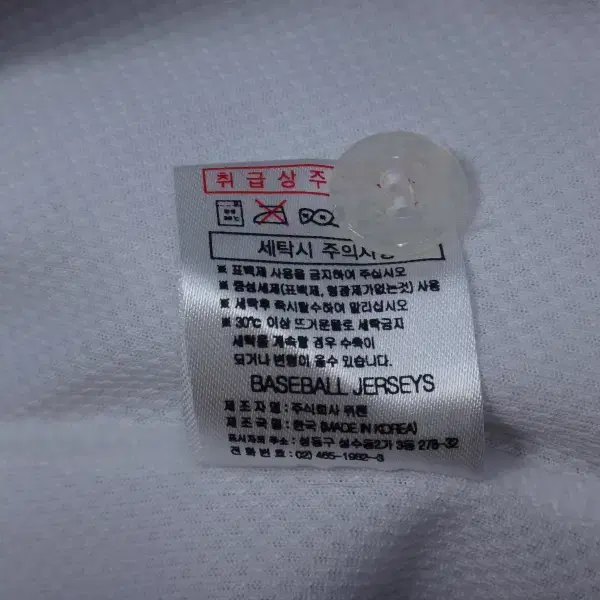 취급상 주
세탁시 주의사항
※ 표백제 사용을 금지하여 주십시오
※ 중성세제(표백제, 형광제가없는것) 사용
※ 세탁후 즉시탈수하여 말리십시오
※ 30℃ 이상 뜨거운물로 세탁금지
세탁을 계속할 경우 수축이
되거나 변형이 올수 있습니다.
BASEBALL JERSEYS
제 조 자 명 : 주식회사 위팬
제 조 국 명 : 한국 (MADE IN KOREA)
표시자의 주소 : 성동구 성수동2가 3동 278-32
전 화 번 호 : 02) 465-1992-3